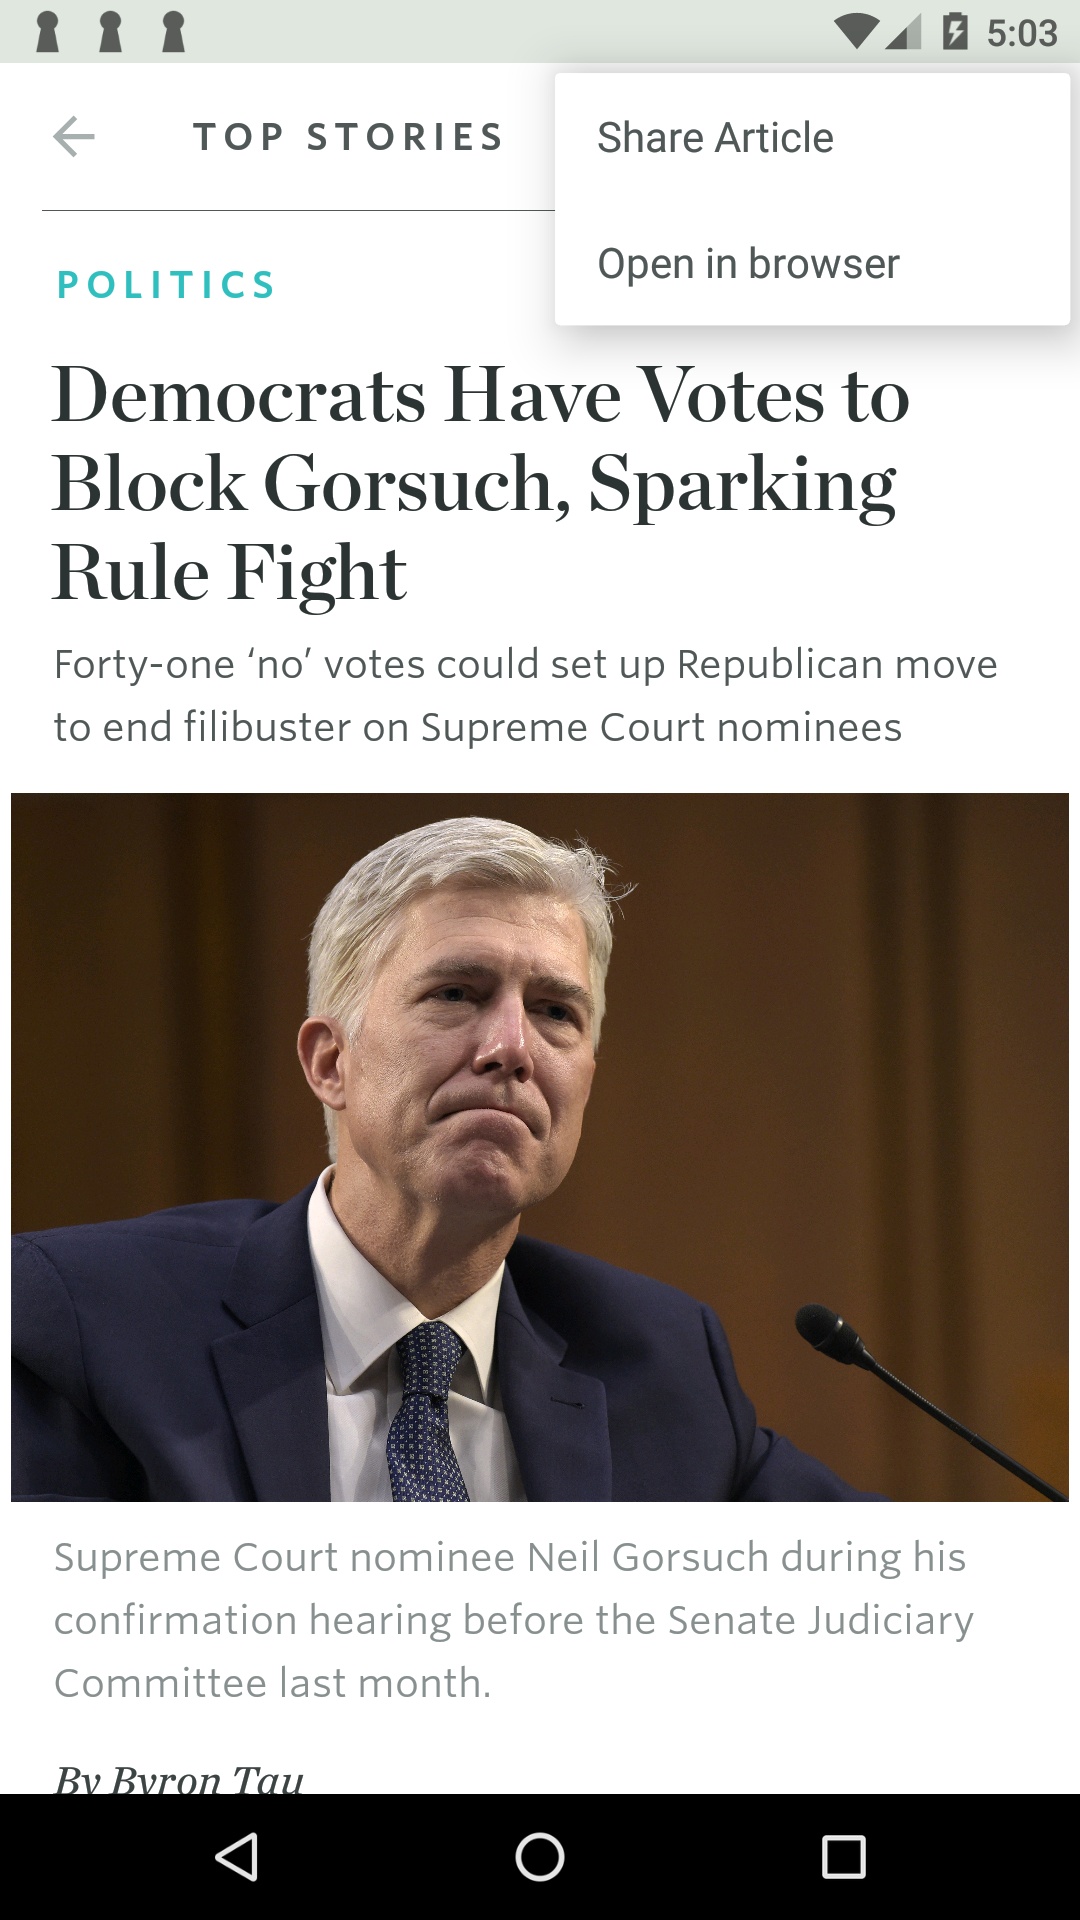 5:03
TOP STORIES
Share Article
Open in browser
POLITICS
Democrats Have Votes to
Block Gorsuch, Sparking
Rule Fight
Forty-one ‘no’ votes could set up Republican move
to end filibuster on Supreme Court nominees
Supreme Court nominee Neil Gorsuch during his
confirmation hearing before the Senate Judiciary
Committee last month.
By Byron Tau